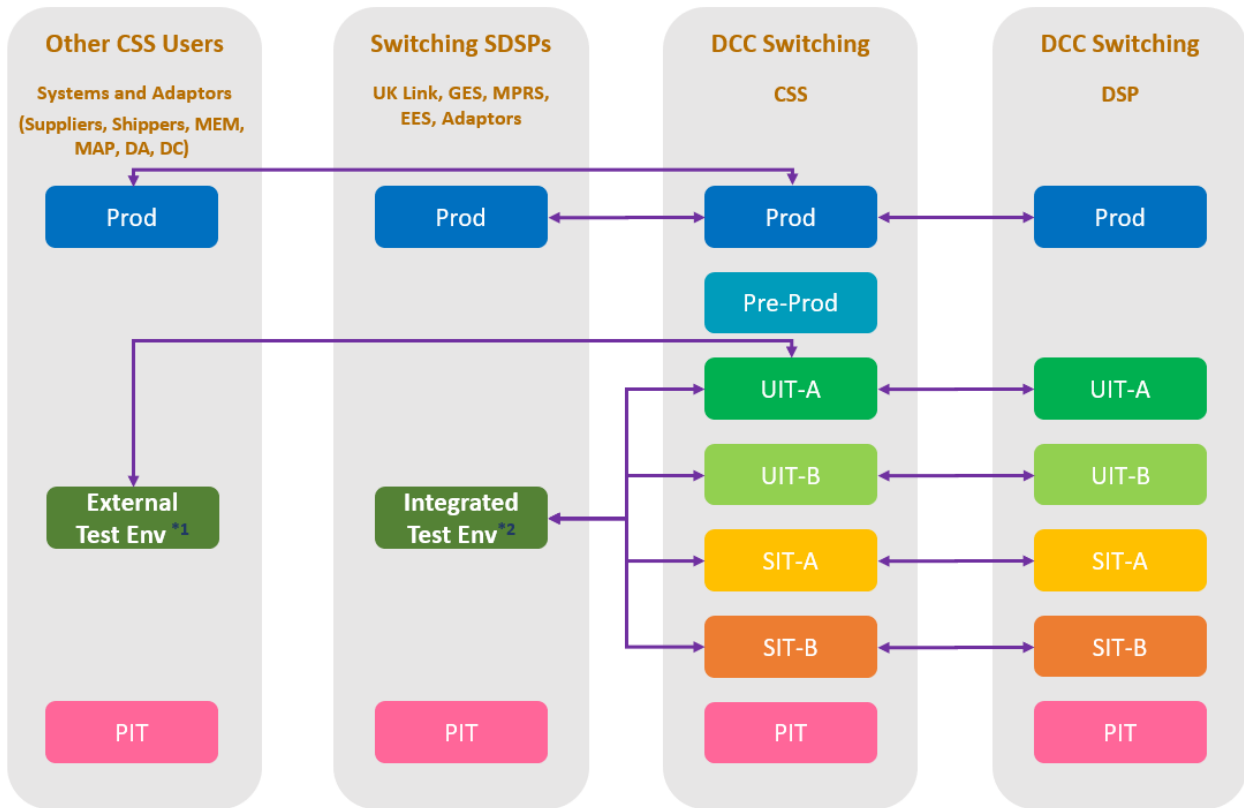 Other CSS Users
Systems and Adaptors
(Suppliers, Shippers, MEM,
MAP, DA, DC)
Prod
External
Test Env *1
PIT
Switching SDSPs
UK Link, GES, MPRS,
EES, Adaptors
Prod
Integrated
Test Env*2
PIT
DCC Switching
CSS
Prod
Pre-Prod
UIT-A
UIT-B
SIT-A
SIT-B
PIT
DCC Switching
DSP
Prod
UIT-A
UIT-B
SIT-A
SIT-B
PIT